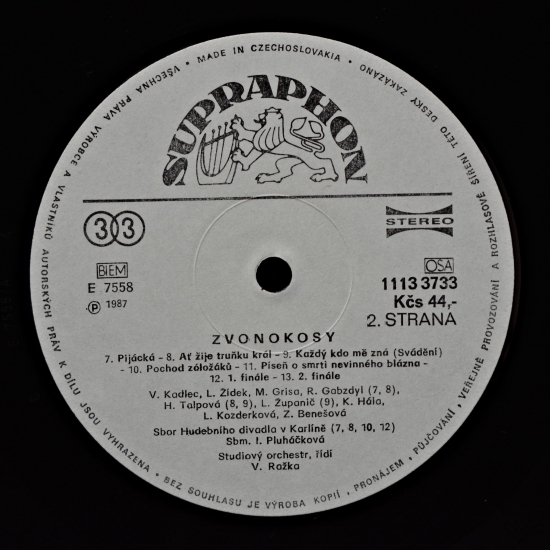 • VŠECHNA PRÁVA VÝROBCE A VLASTNÍKŮ AUTORSKÝCH PRÁV K DÍLU JSOU VYHRAZENA •
• MADE IN CZECHOSLOVAKIA •
BEZ SOUHLASU JE VÝROBA KOPIÍ, PRONÁJEM, PŮJČOVÁNÍ, VEŘEJNÉ PROVOZOVÁNÍ A ROZHLASOVÉ ŠÍŘENÍ TÉTO DESKY ZAKÁZÁNO
SUPRAPHON
33
STEREO
BIEM
OSA
E 7558
1113 3733
Ⓟ 1987
Kčs 44,-
2. STRANA
ZVONOKOSY
7. Pijácká - 8. Ať žije truňku král - 9. Každý kdo mě zná (Svádění)
- 10. Pochod záložáků - 11. Píseň o smrti nevinného blázna -
12. 1. finále - 13. 2. finále
V. Kadlec, L. Žídek, M. Grisa, R. Gabzdyl (7, 8),
H. Talpová (8, 9), L. Županič (9), K. Hála,
L. Kozderková, Z. Benešová
Sbor Hudebního divadla v Karlíně (7, 8, 10, 12)
Sbm. I. Pluháčková
Studiový orchestr, řídí
V. Ražka